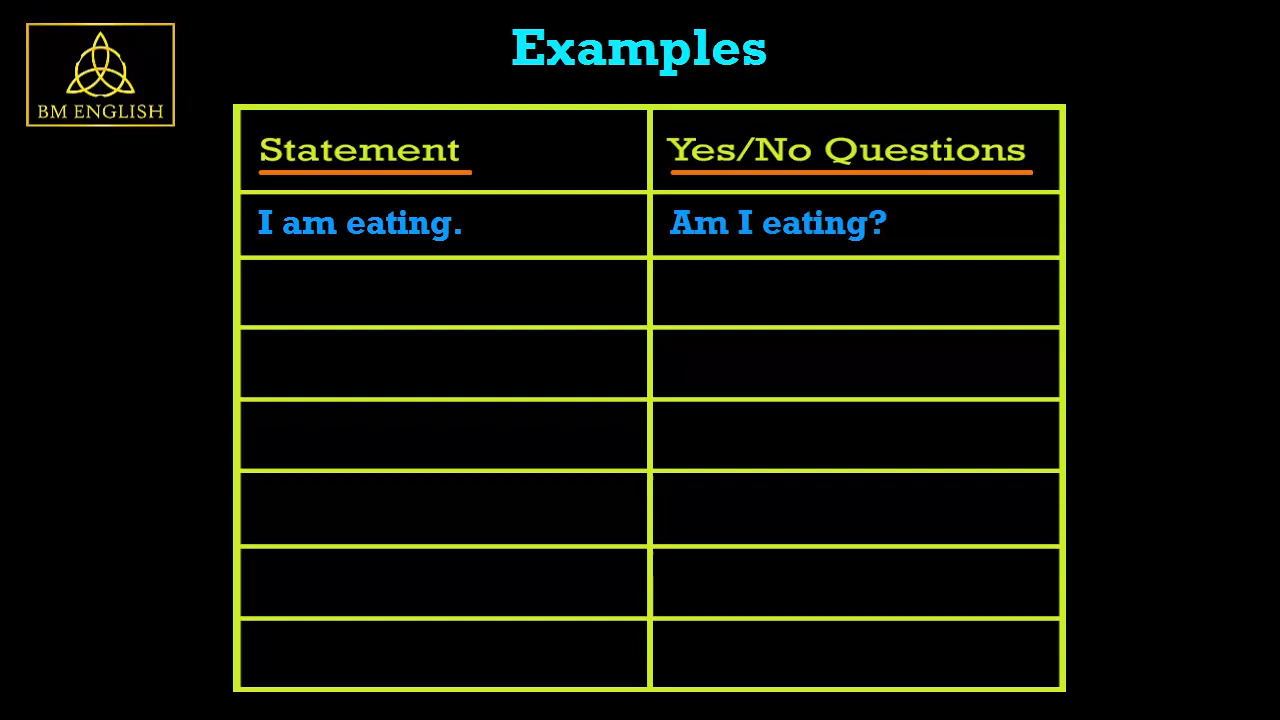 BM ENGLISH
Examples
Statement
Yes/No Questions
I am eating.
Am I eating?